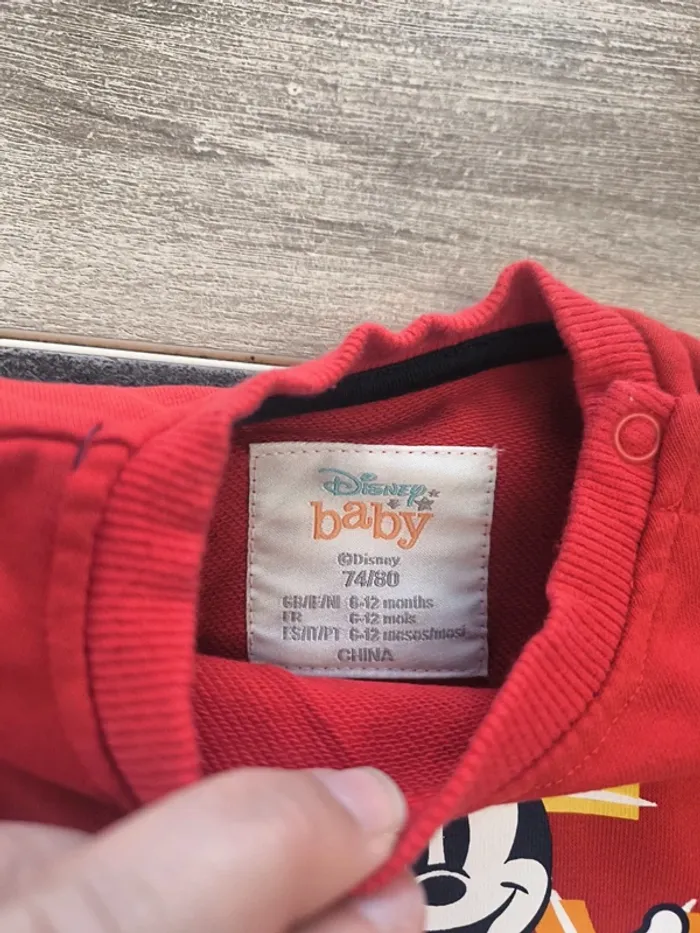 Disney
baby
©Disney
74/80
GB/IE/NI 6-12 months
FR 6-12 mois
ES/IT/PT 6-12 meses/mesi
CHINA